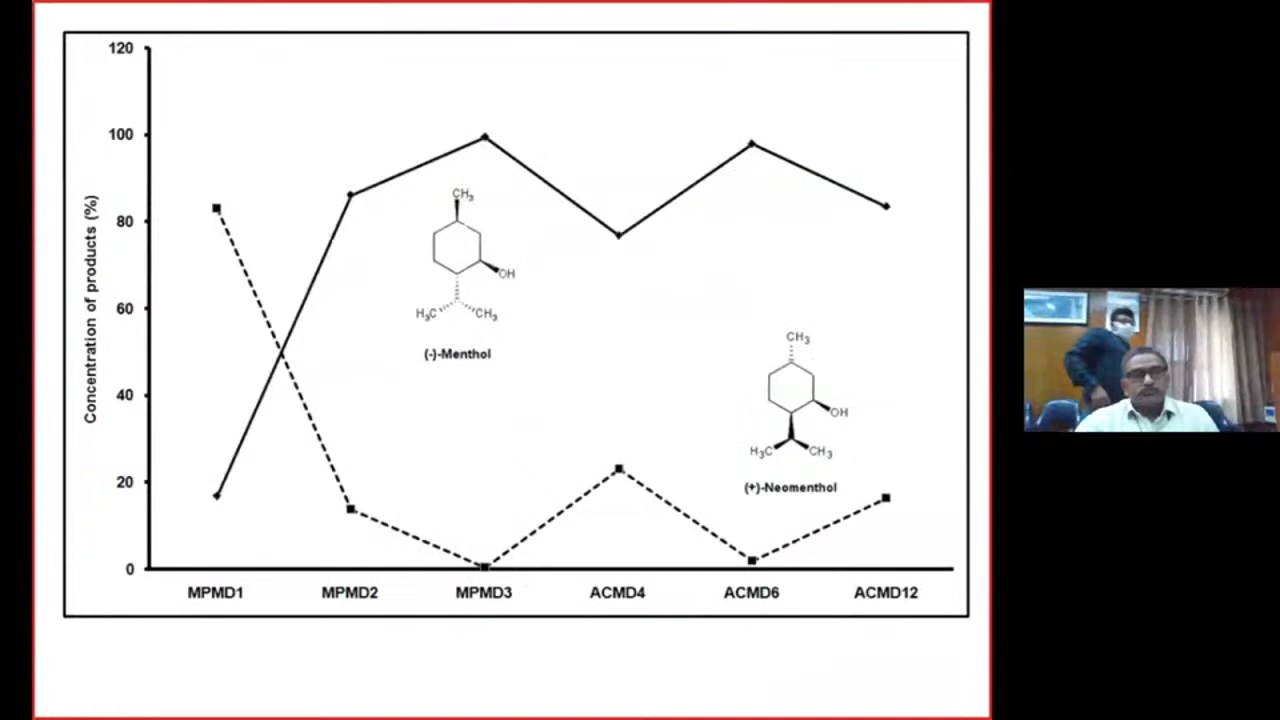 120
100
80
60
40
20
0
Concentration of products (%)
CH3
OH
H3C CH3
(-)-Menthol
CH3
OH
H3C CH3
(+)-Neomenthol
MPMD1 MPMD2 MPMD3 ACMD4 ACMD6 ACMD12